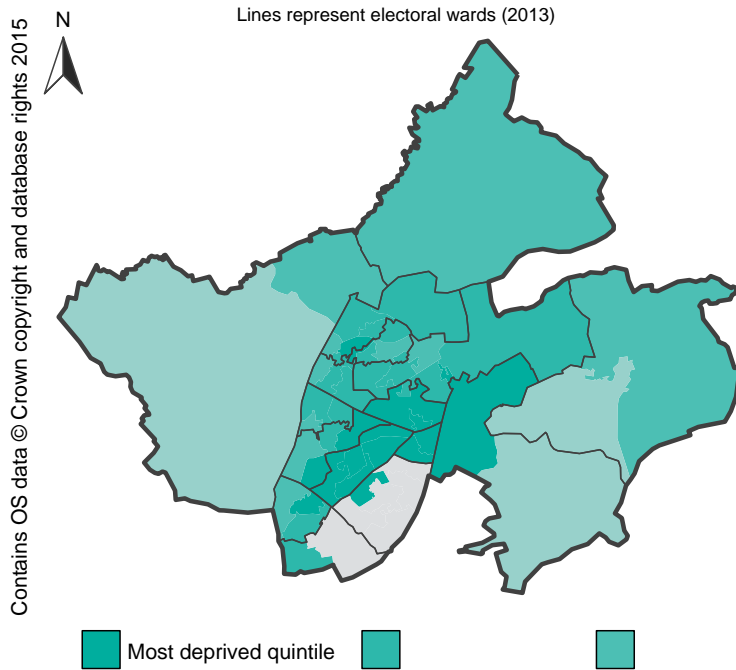 Lines represent electoral wards (2013)
N
Contains OS data © Crown copyright and database rights 2015
Most deprived quintile